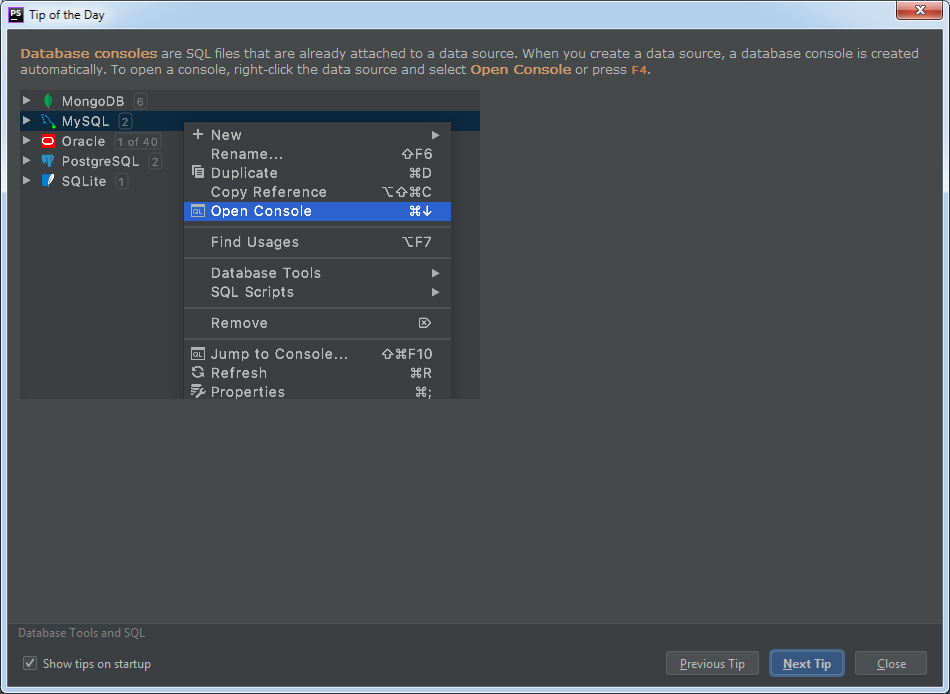 PS Tip of the Day
Database consoles are SQL files that are already attached to a data source. When you create a data source, a database console is created
automatically. To open a console, right-click the data source and select Open Console or press F4.
MongoDB 6
MySQL 2
Oracle 1 of 40
PostgreSQL 2
SQLite 1
New
Rename... ⇧F6
Duplicate ⌘D
Copy Reference ⌥⇧⌘C
QL Open Console ⌘↓
Find Usages ⌥F7
Database Tools
SQL Scripts
Remove ⌦
QL Jump to Console... ⇧⌘F10
Refresh ⌘R
Properties ⌘;
Database Tools and SQL
Show tips on startup
Previous Tip
Next Tip
Close